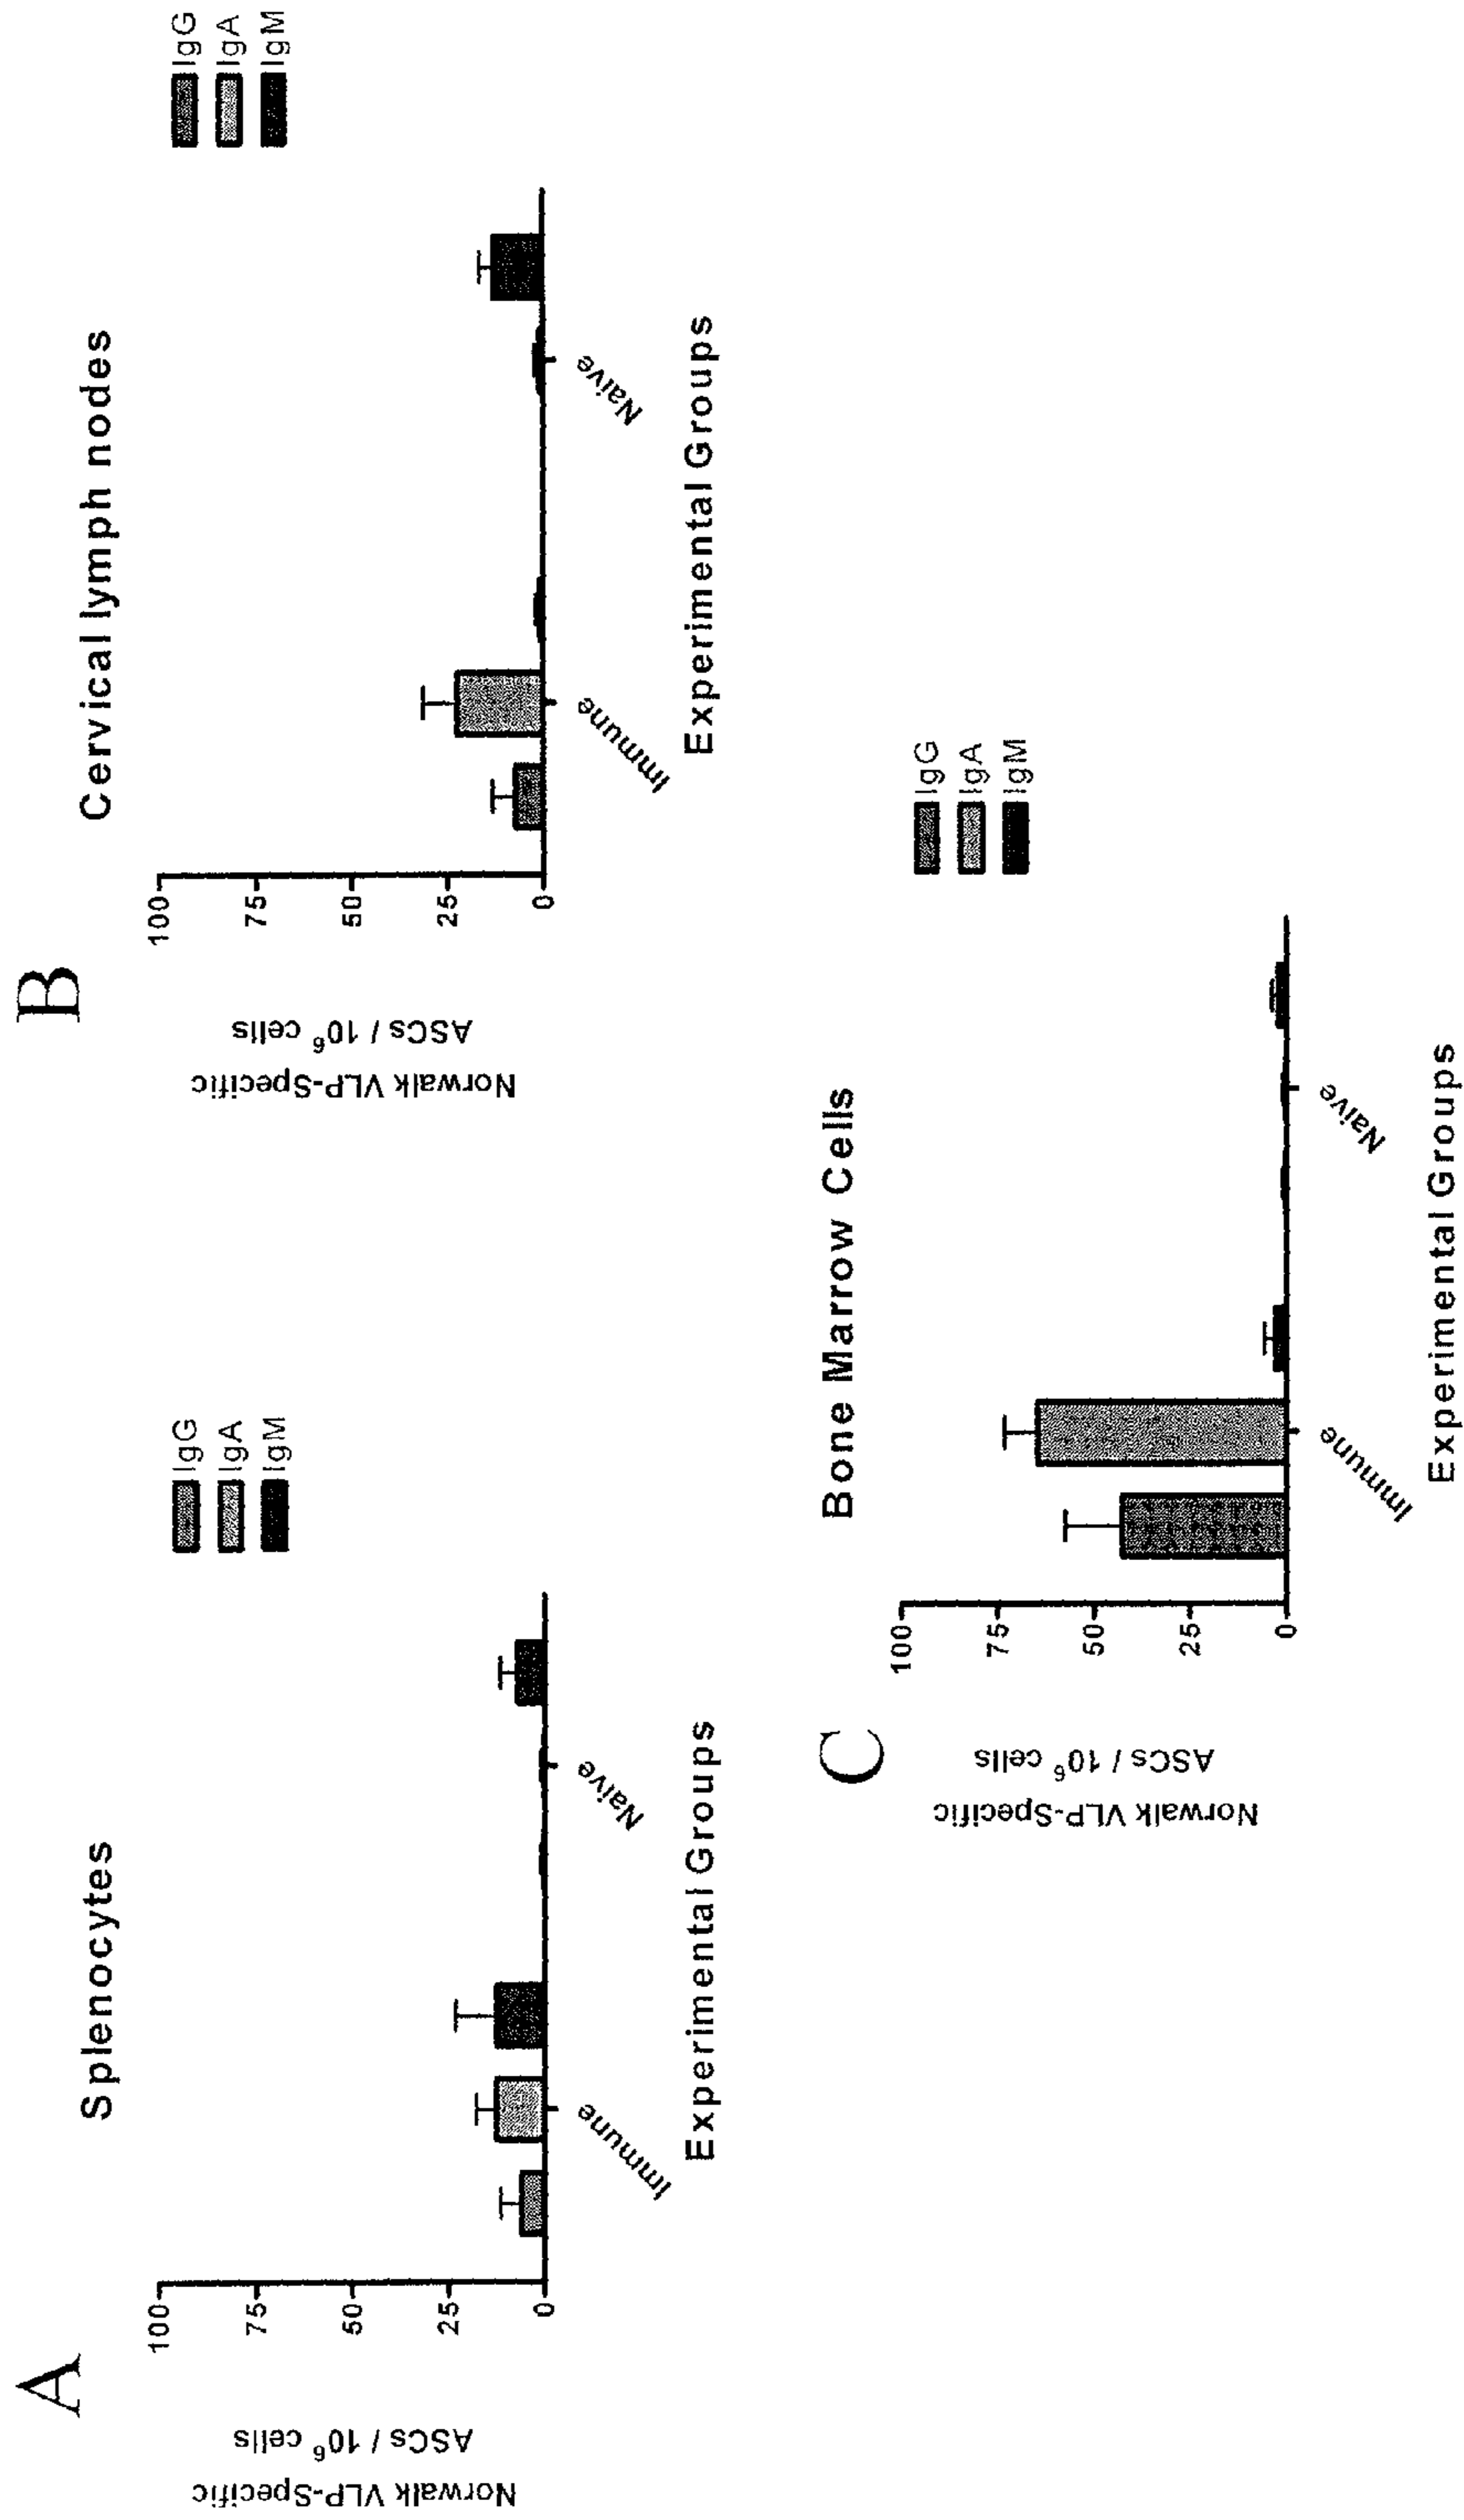 A
Splenocytes
IgG
IgA
IgM
Norwalk VLP-Specific
ASCs / 10⁶ cells
100
75
50
25
0
Immune
Naive
Experimental Groups
B
Cervical lymph nodes
IgG
IgA
IgM
Norwalk VLP-Specific
ASCs / 10⁶ cells
100
75
50
25
0
Immune
Naive
Experimental Groups
C
Bone Marrow Cells
IgG
IgA
IgM
Norwalk VLP-Specific
ASCs / 10⁶ cells
100
75
50
25
0
Immune
Naive
Experimental Groups